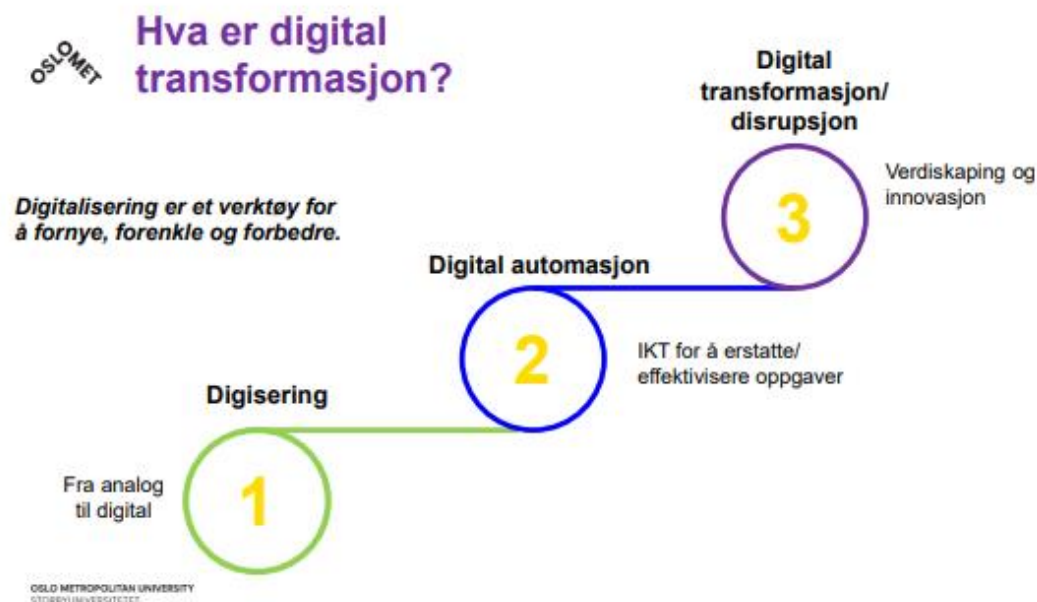 OSLOMET
Hva er digital
transformasjon?
Digitalisering er et verktøy for
å fornye, forenkle og forbedre.
Digital
transformasjon/
disrupsjon
3
Verdiskaping og
innovasjon
Digital automasjon
2
IKT for å erstatte/
effektivisere oppgaver
Digisering
1
Fra analog
til digital
OSLO METROPOLITAN UNIVERSITY
STORBYUNIVERSITETET